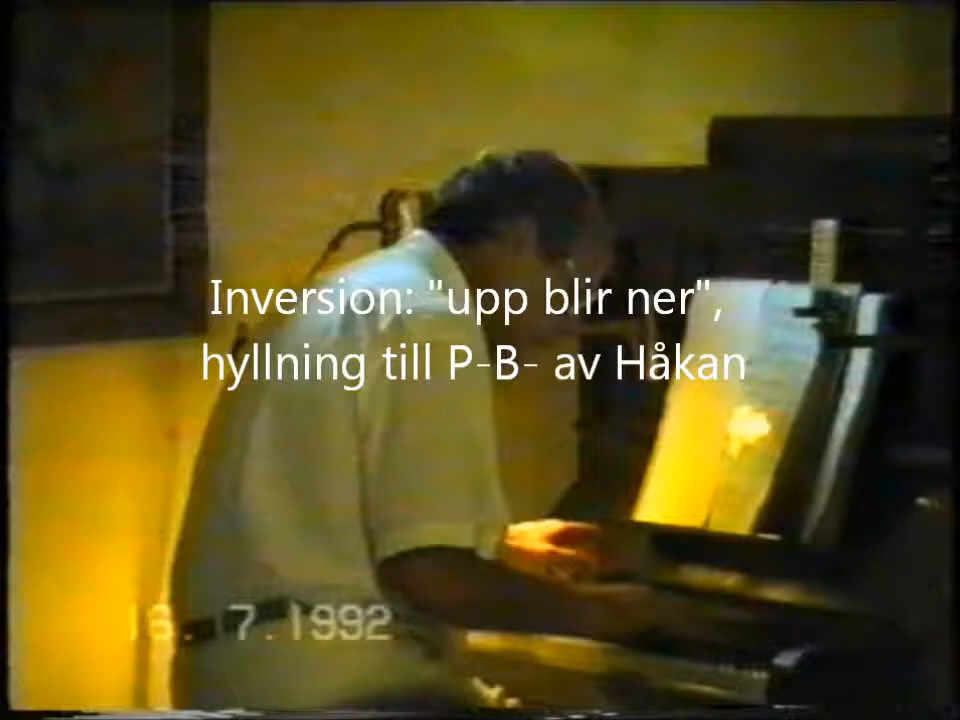 Inversion: "upp blir ner",
hyllning till P-B- av Håkan
16. 7.1992